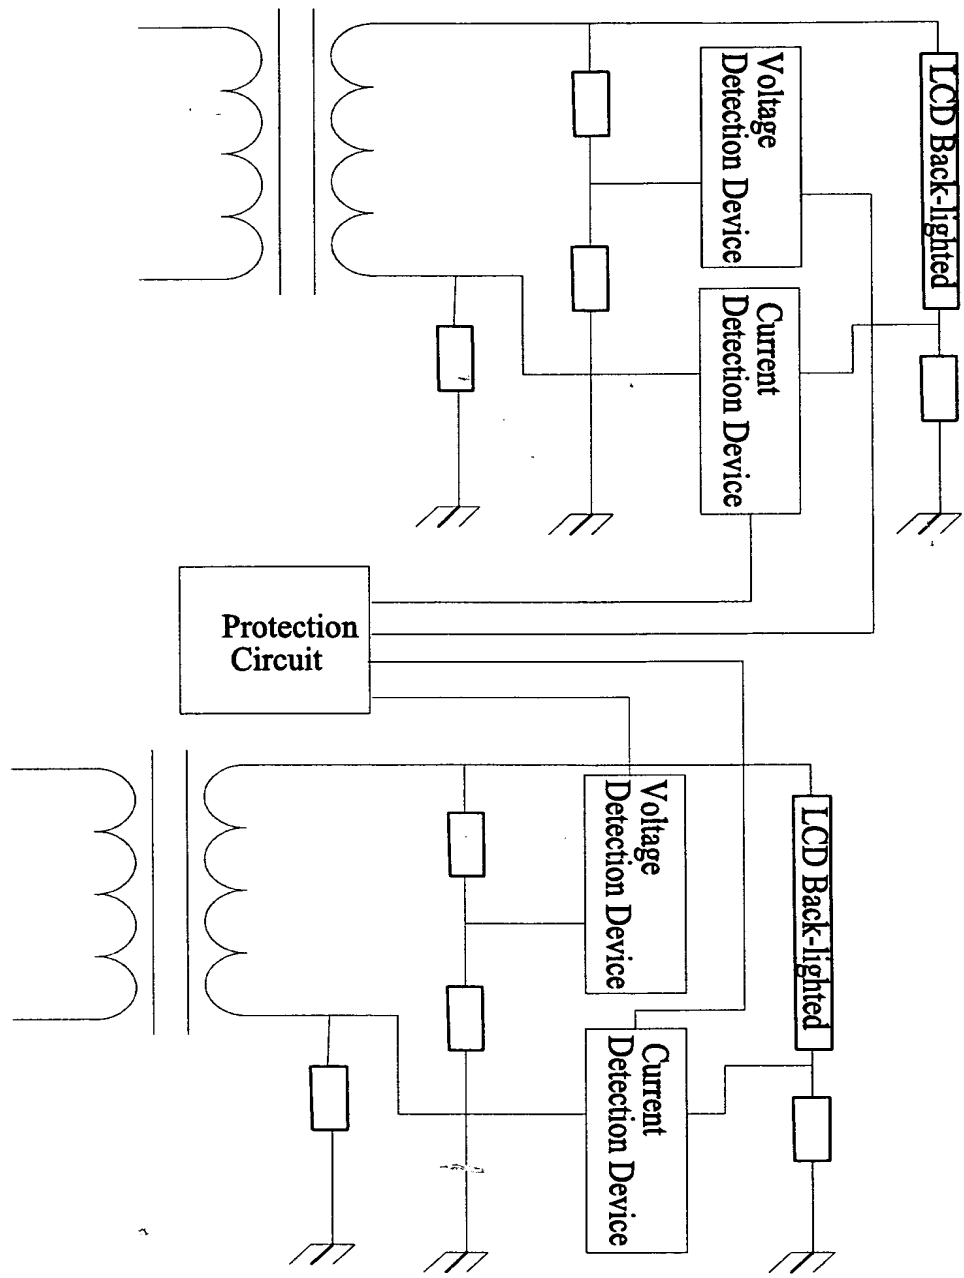 LCD Back-lighted
Voltage
Detection Device
Current
Detection Device
Protection
Circuit
LCD Back-lighted
Voltage
Detection Device
Current
Detection Device